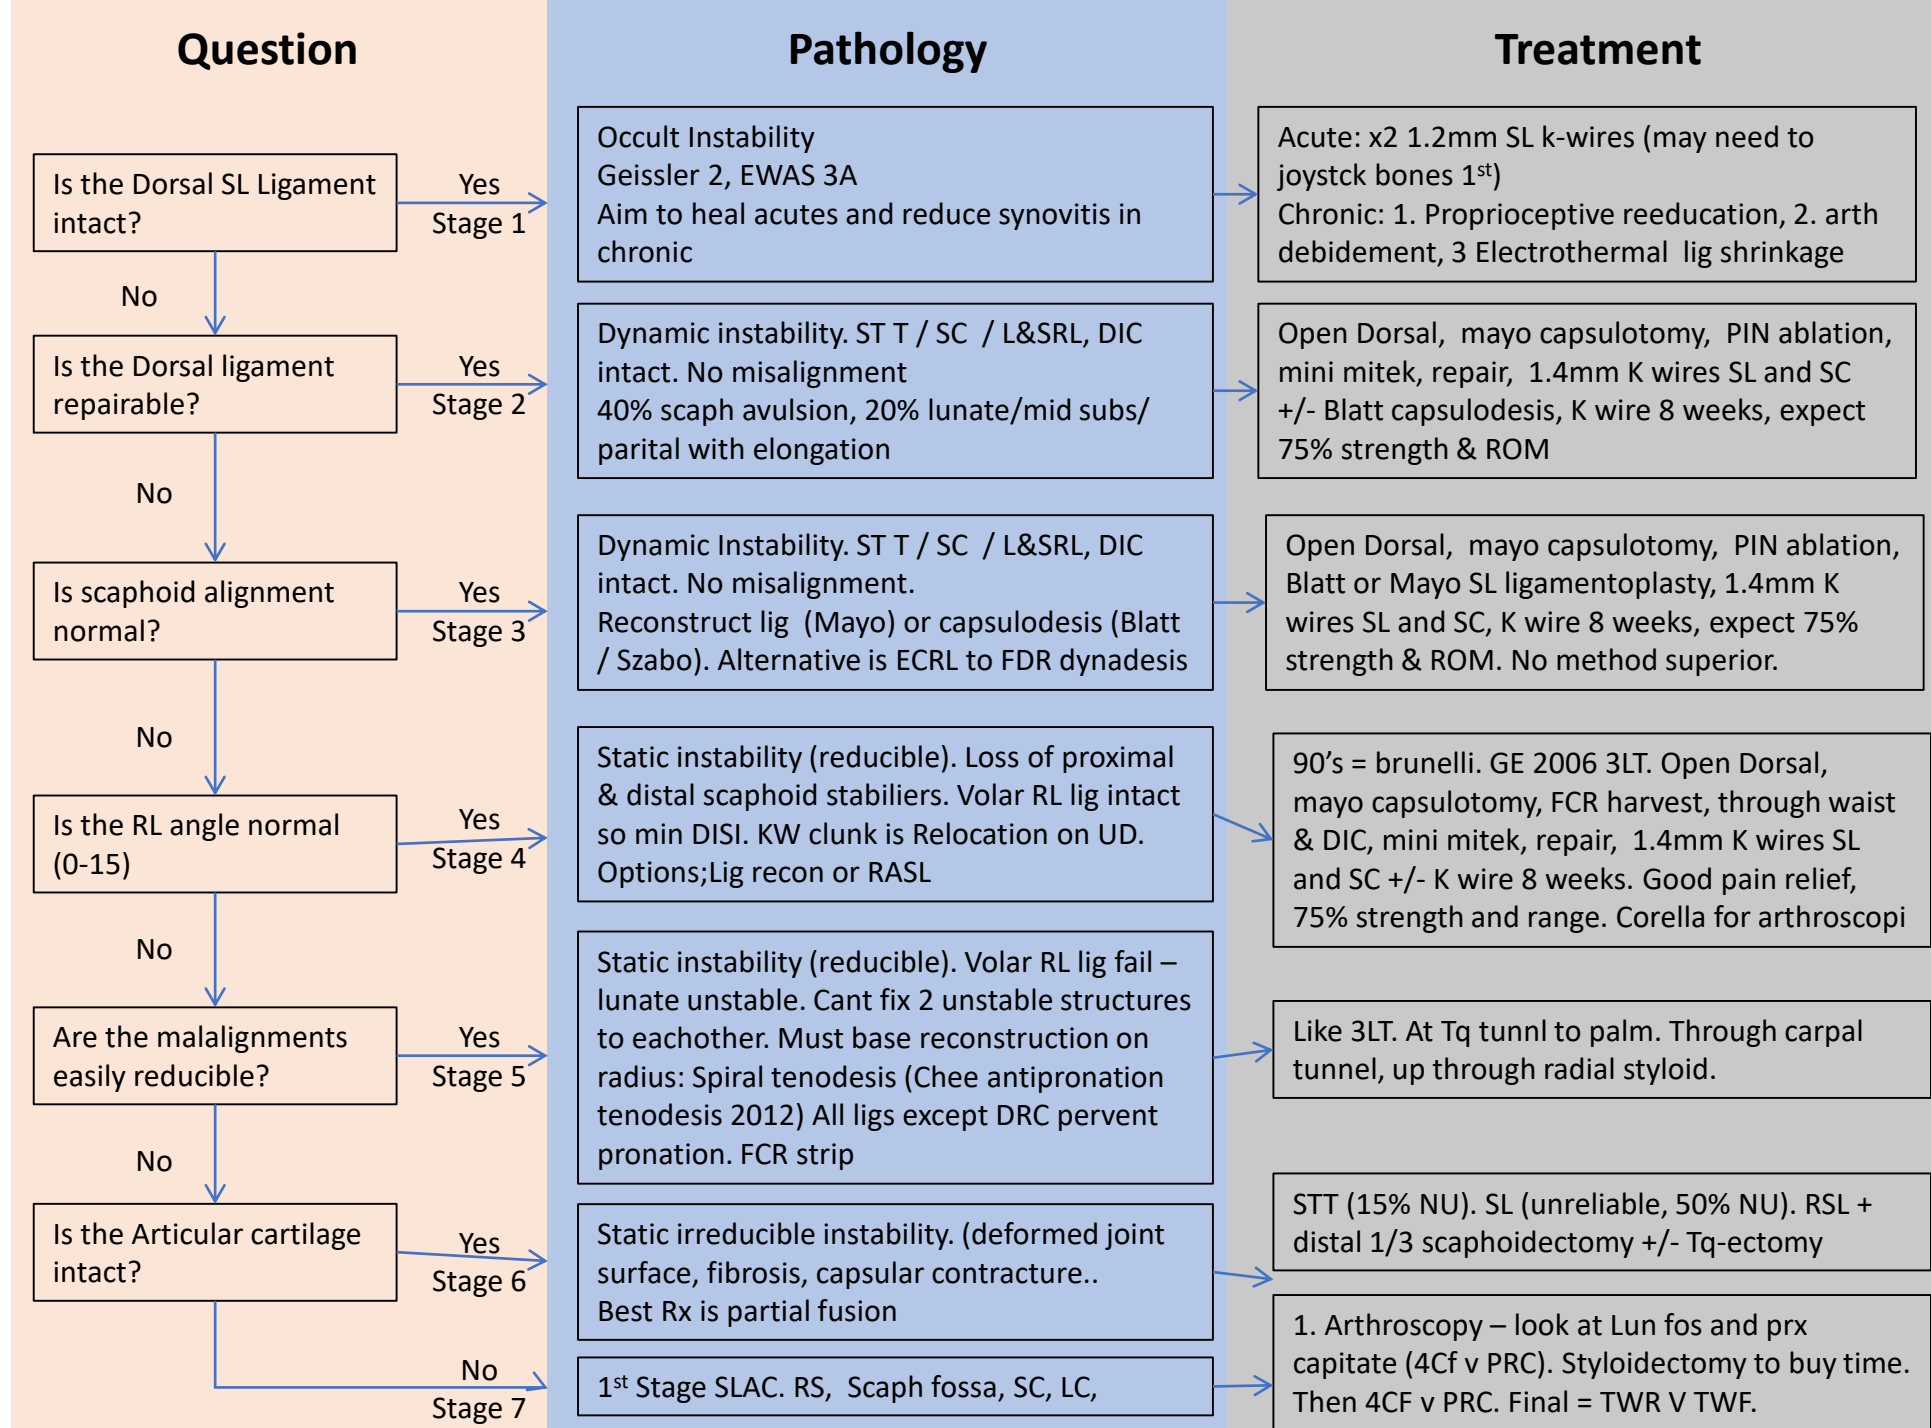 Question
Pathology
Treatment
Is the Dorsal SL Ligament
intact?
Yes
Stage 1
Occult Instability
Geissler 2, EWAS 3A
Aim to heal acutes and reduce synovitis in
chronic
Acute: x2 1.2mm SL k-wires (may need to
joystck bones 1st)
Chronic: 1. Proprioceptive reeducation, 2. arth
debidement, 3 Electrothermal lig shrinkage
No
Is the Dorsal ligament
repairable?
Yes
Stage 2
Dynamic instability. ST T / SC / L&SRL, DIC
intact. No misalignment
40% scaph avulsion, 20% lunate/mid subs/
parital with elongation
Open Dorsal, mayo capsulotomy, PIN ablation,
mini mitek, repair, 1.4mm K wires SL and SC
+/- Blatt capsulodesis, K wire 8 weeks, expect
75% strength & ROM
No
Is scaphoid alignment
normal?
Yes
Stage 3
Dynamic Instability. ST T / SC / L&SRL, DIC
intact. No misalignment.
Reconstruct lig (Mayo) or capsulodesis (Blatt
/ Szabo). Alternative is ECRL to FDR dynadesis
Open Dorsal, mayo capsulotomy, PIN ablation,
Blatt or Mayo SL ligamentoplasty, 1.4mm K
wires SL and SC, K wire 8 weeks, expect 75%
strength & ROM. No method superior.
No
Is the RL angle normal
(0-15)
Yes
Stage 4
Static instability (reducible). Loss of proximal
& distal scaphoid stabiliers. Volar RL lig intact
so min DISI. KW clunk is Relocation on UD.
Options;Lig recon or RASL
90's = brunelli. GE 2006 3LT. Open Dorsal,
mayo capsulotomy, FCR harvest, through waist
& DIC, mini mitek, repair, 1.4mm K wires SL
and SC +/- K wire 8 weeks. Good pain relief,
75% strength and range. Corella for arthroscopi
No
Are the malalignments
easily reducible?
Yes
Stage 5
Static instability (reducible). Volar RL lig fail –
lunate unstable. Cant fix 2 unstable structures
to eachother. Must base reconstruction on
radius: Spiral tenodesis (Chee antipronation
tenodesis 2012) All ligs except DRC pervent
pronation. FCR strip
Like 3LT. At Tq tunnl to palm. Through carpal
tunnel, up through radial styloid.
No
Is the Articular cartilage
intact?
Yes
Stage 6
Static irreducible instability. (deformed joint
surface, fibrosis, capsular contracture..
Best Rx is partial fusion
STT (15% NU). SL (unreliable, 50% NU). RSL +
distal 1/3 scaphoidectomy +/- Tq-ectomy
No
Stage 7
1st Stage SLAC. RS, Scaph fossa, SC, LC,
1. Arthroscopy – look at Lun fos and prx
capitate (4Cf v PRC). Styloidectomy to buy time.
Then 4CF v PRC. Final = TWR V TWF.